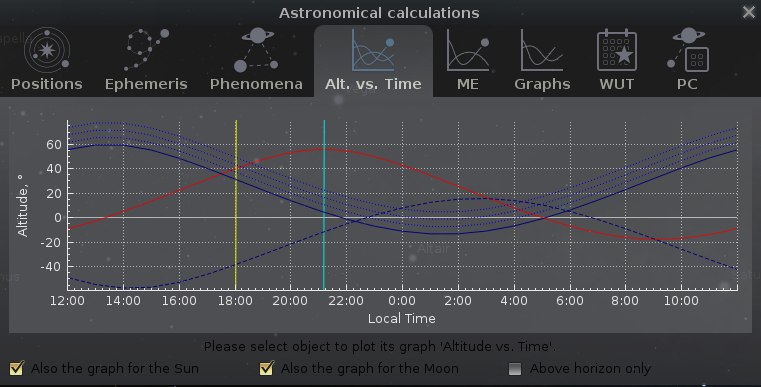 Astronomical calculations
Positions Ephemeris Phenomena Alt. vs. Time ME Graphs WUT PC
Altitude, °
60
40
20
0
-20
-40
Altair
12:00 14:00 16:00 18:00 20:00 22:00 0:00 2:00 4:00 6:00 8:00 10:00
Local Time
Please select object to plot its graph 'Altitude vs. Time'.
Also the graph for the Sun Also the graph for the Moon Above horizon only